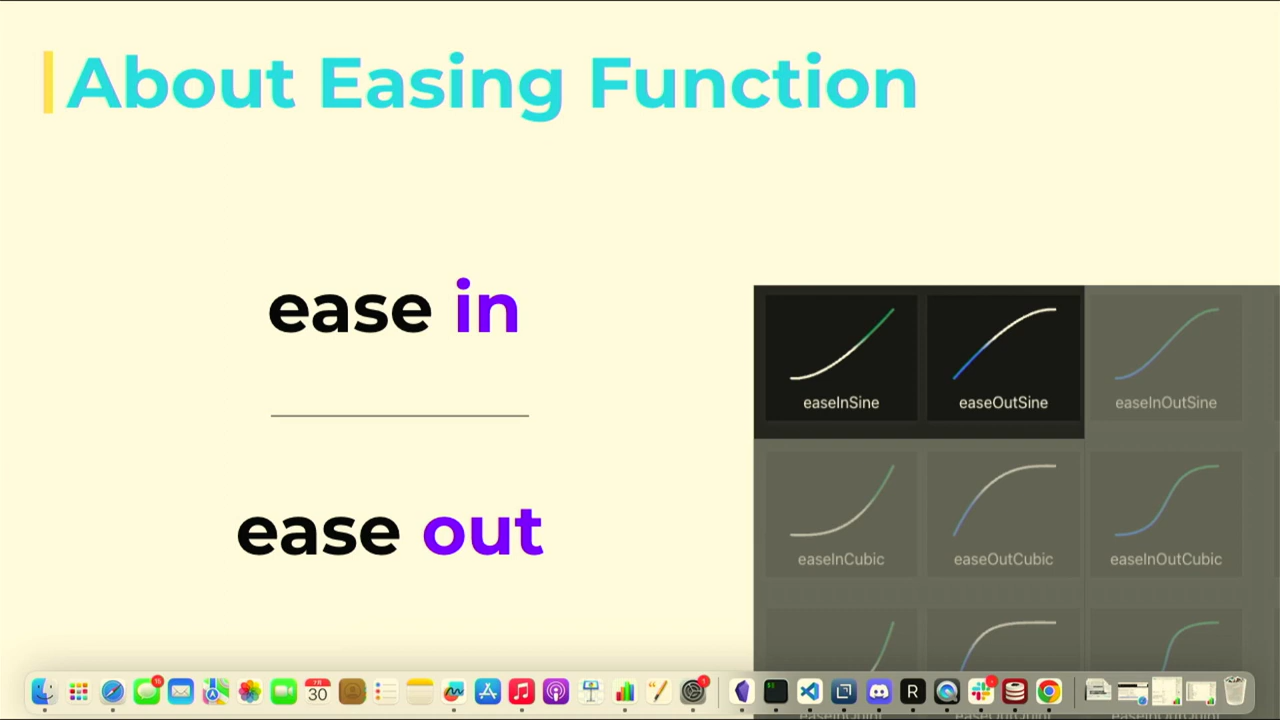 About Easing Function
ease in
ease out
easeInSine
easeOutSine
easeInOutSine
easeInCubic
easeOutCubic
easeInOutCubic
30